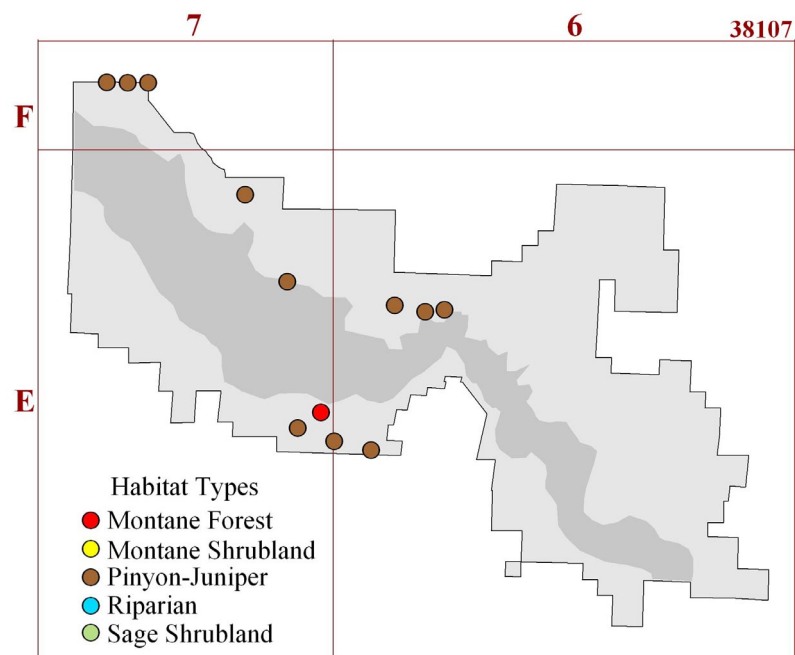 7 6 38107
F
E
Habitat Types
Montane Forest
Montane Shrubland
Pinyon-Juniper
Riparian
Sage Shrubland